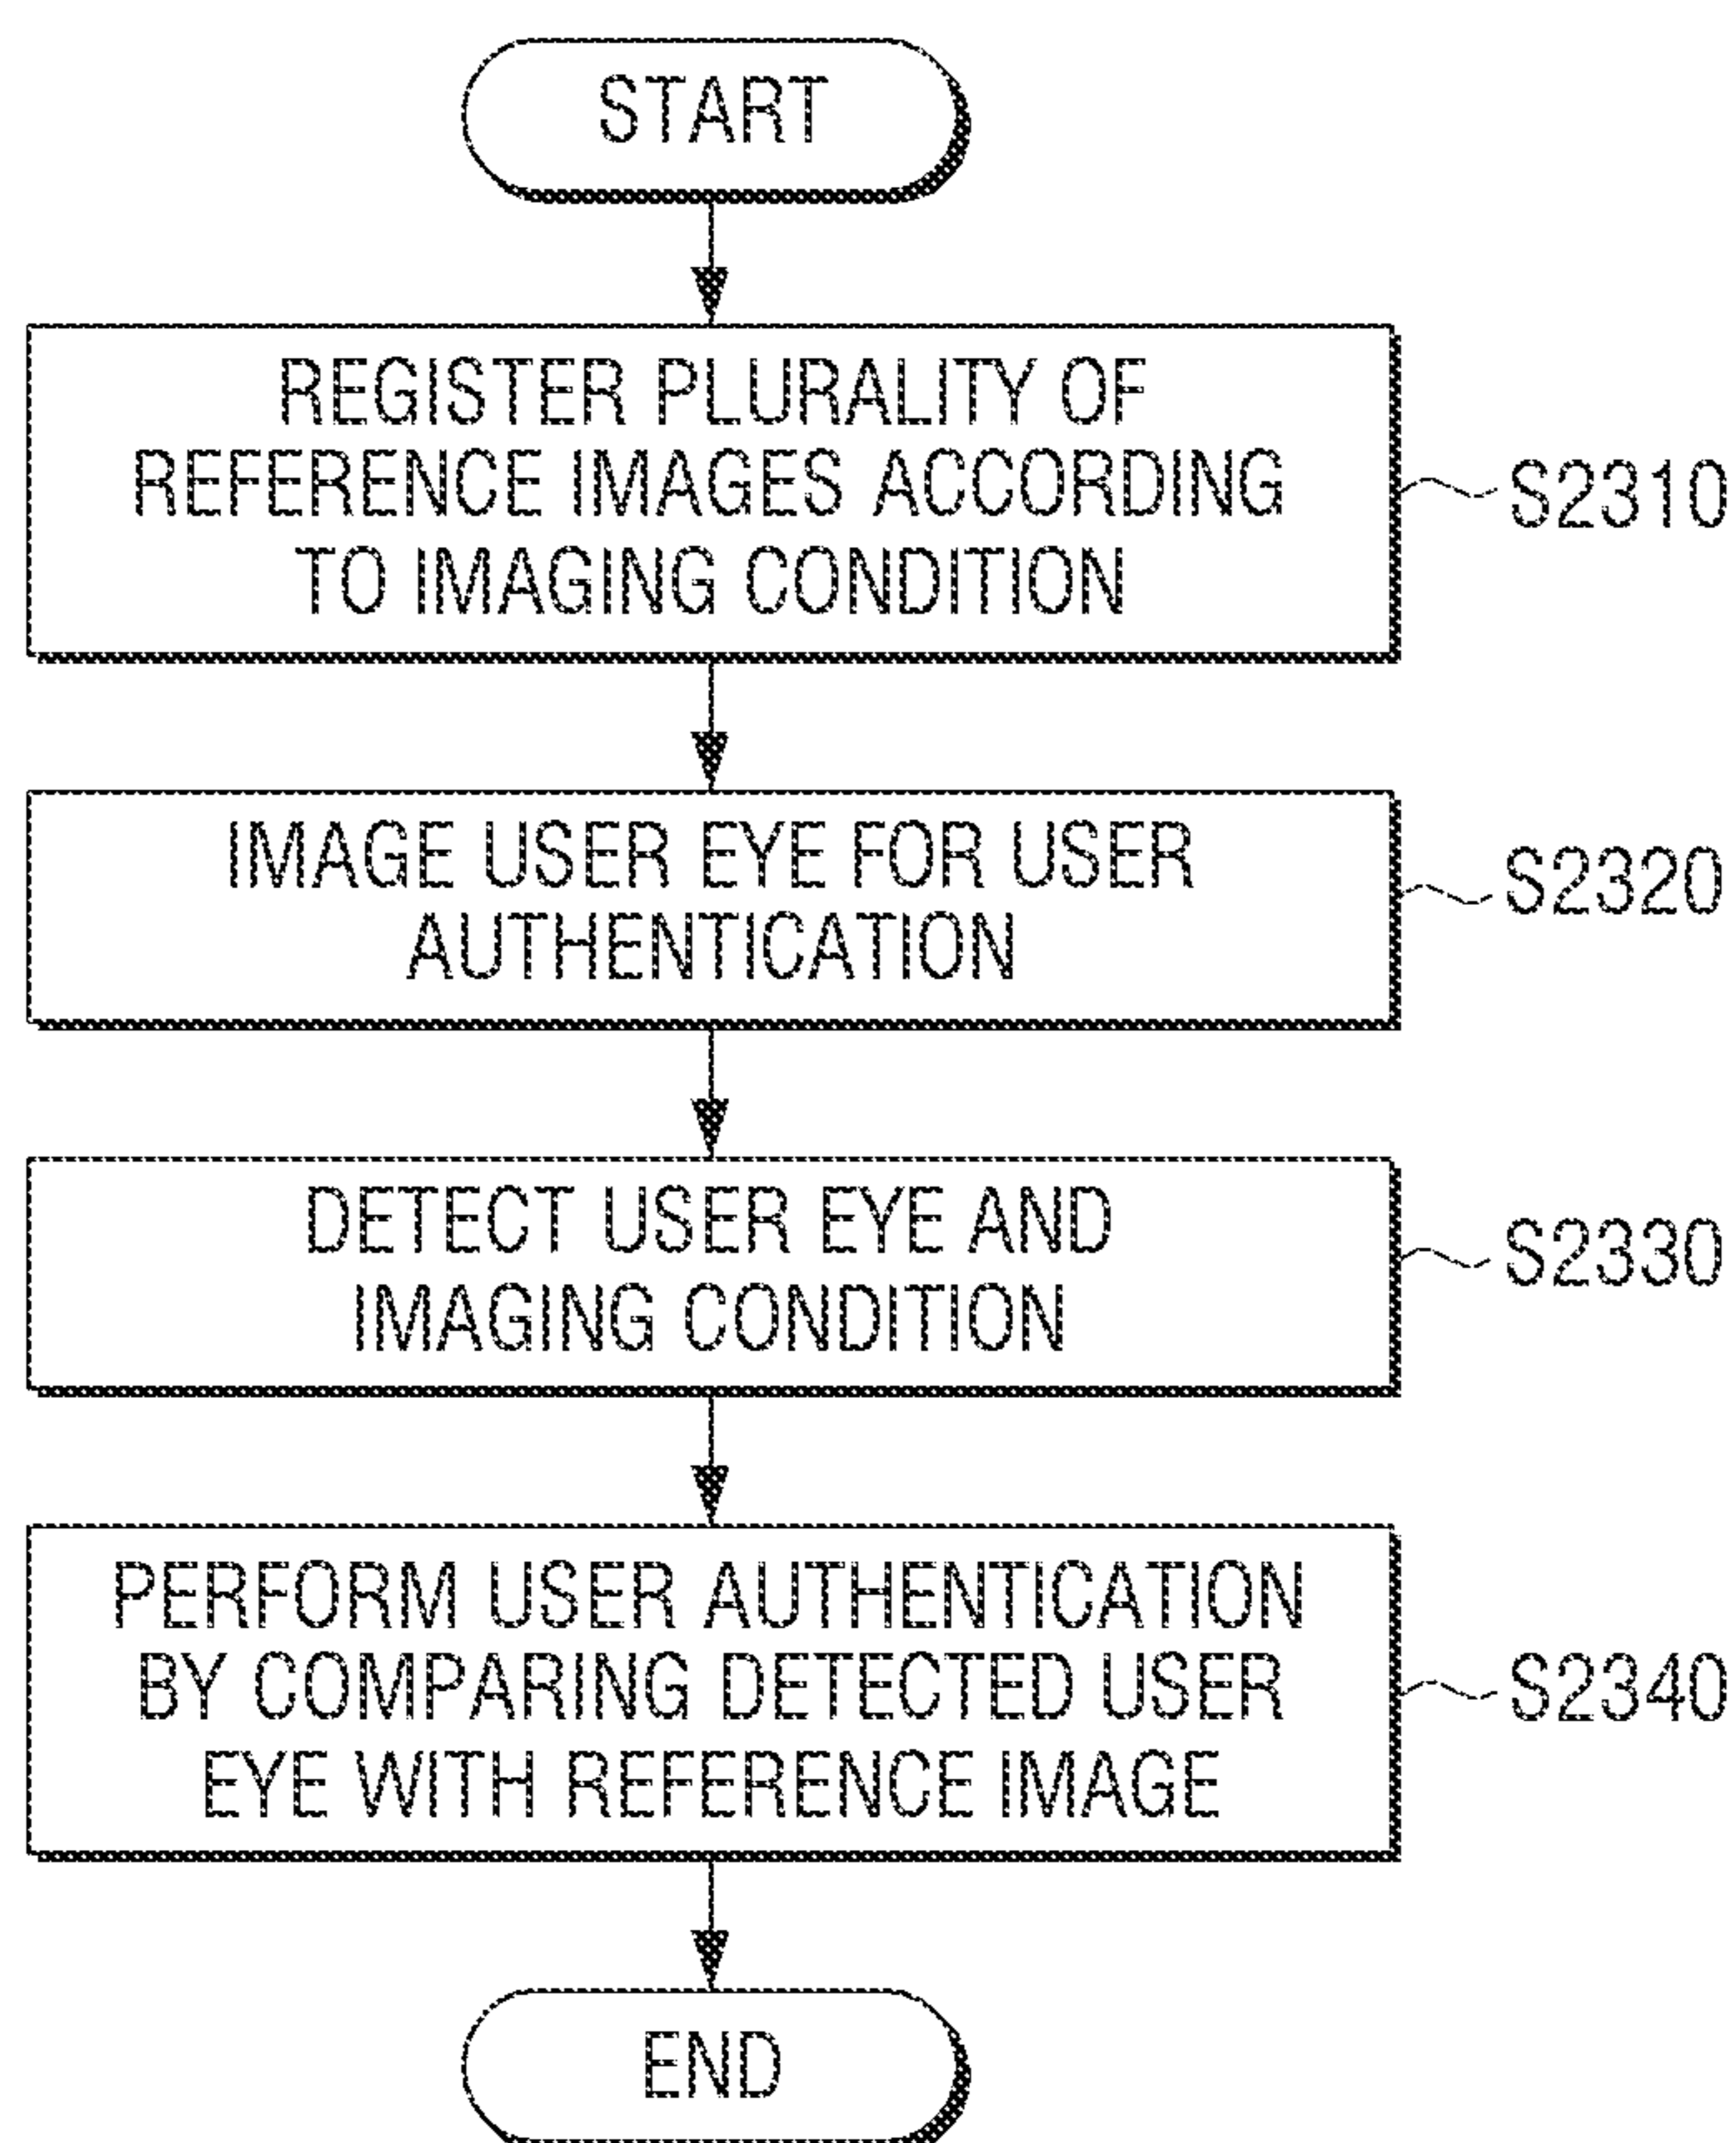 START
REGISTER PLURALITY OF
REFERENCE IMAGES ACCORDING
TO IMAGING CONDITION
S2310
IMAGE USER EYE FOR USER
AUTHENTICATION
S2320
DETECT USER EYE AND
IMAGING CONDITION
S2330
PERFORM USER AUTHENTICATION
BY COMPARING DETECTED USER
EYE WITH REFERENCE IMAGE
S2340
END